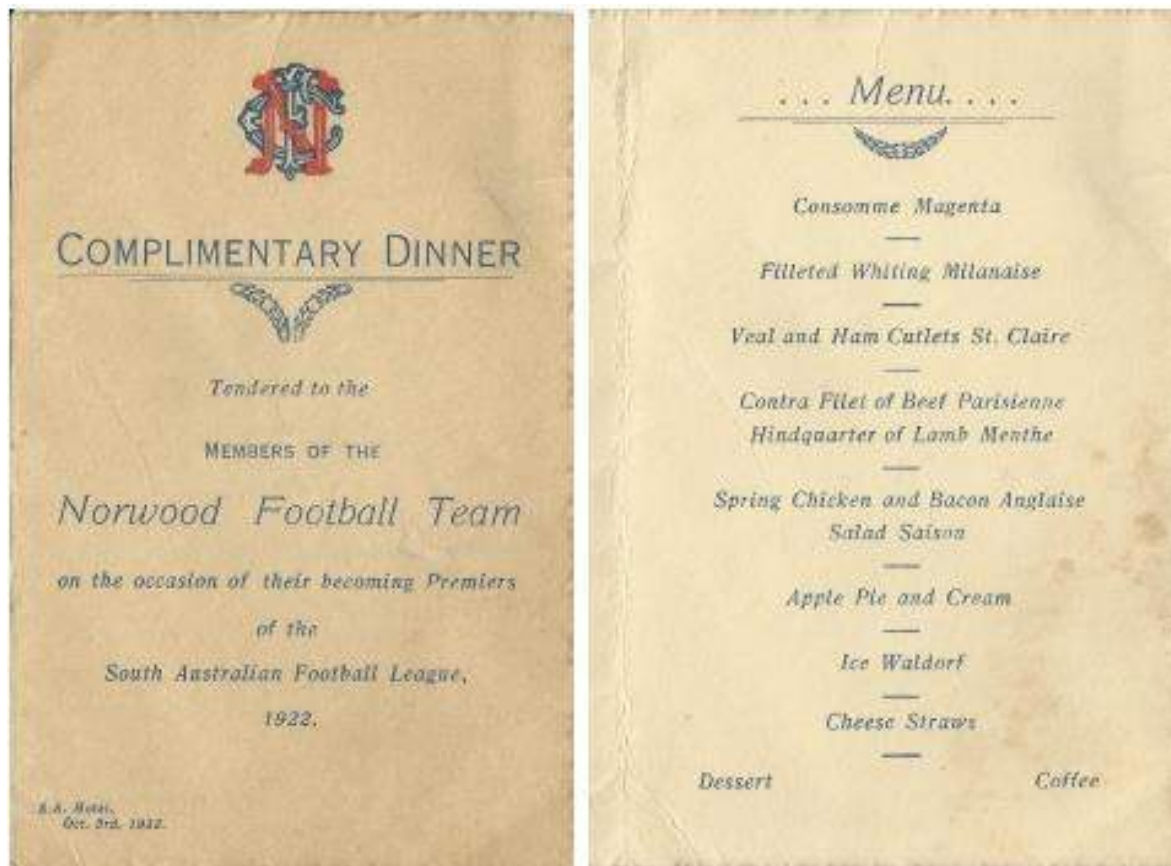 NFC
COMPLIMENTARY DINNER
Tendered to the
MEMBERS OF THE
Norwood Football Team
on the occasion of their becoming Premiers
of the
South Australian Football League,
1922.
S.A. Hotel,
Oct. 3rd, 1922.
... Menu....
Consomme Magenta
Filleted Whiting Milanaise
Veal and Ham Cutlets St. Claire
Contra Filet of Beef Parisienne
Hindquarter of Lamb Menthe
Spring Chicken and Bacon Anglaise
Salad Saison
Apple Pie and Cream
Ice Waldorf
Cheese Straws
Dessert Coffee